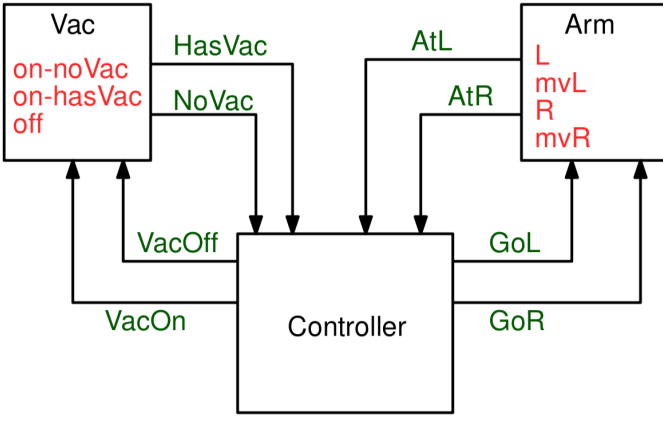 Vac
on-noVac
on-hasVac
off
HasVac
NoVac
AtL
AtR
Arm
L
mvL
R
mvR
VacOff
VacOn
GoL
GoR
Controller